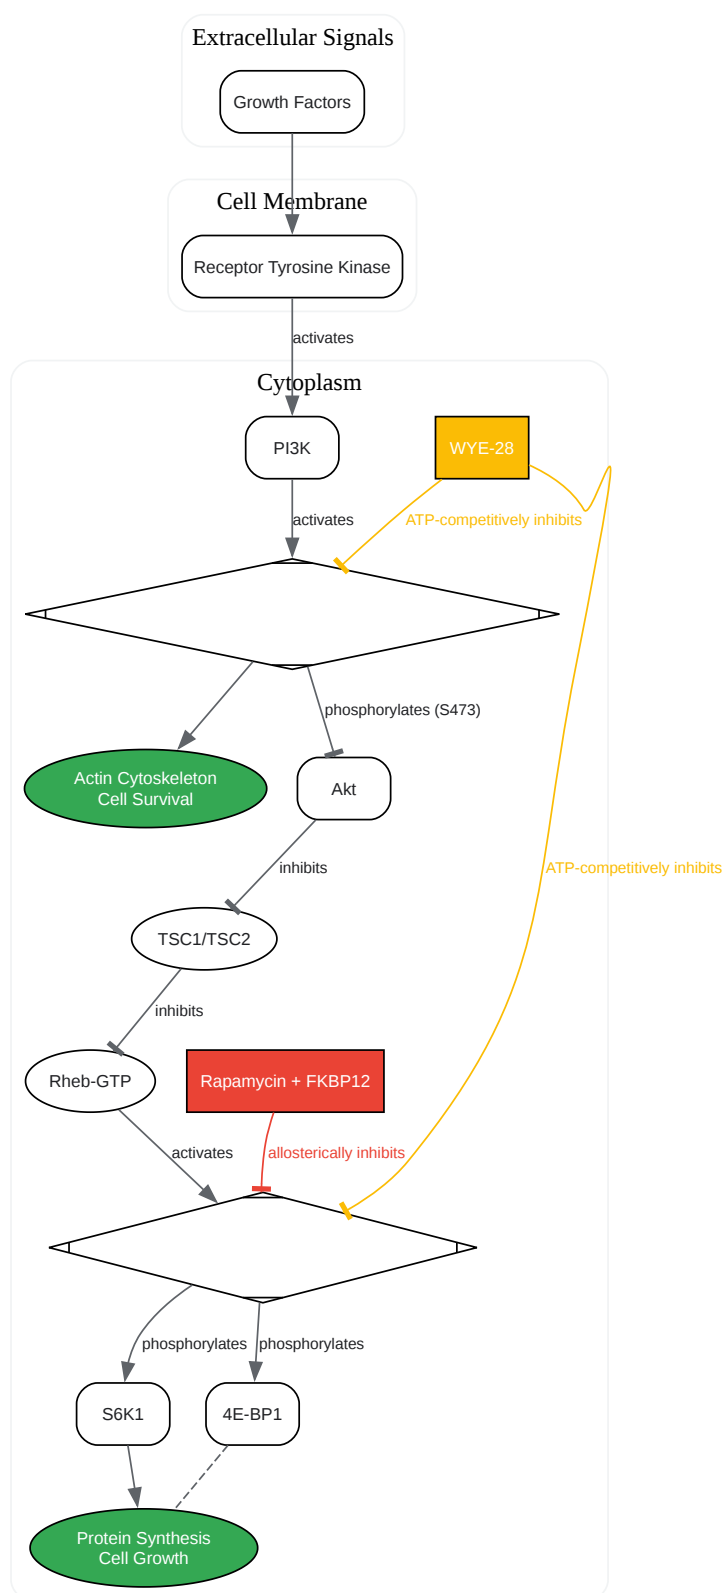 Extracellular Signals
Growth Factors
Cell Membrane
Receptor Tyrosine Kinase
activates
Cytoplasm
PI3K
WYE-28
activates
ATP-competitively inhibits
phosphorylates (S473)
Actin Cytoskeleton
Cell Survival
Akt
inhibits
ATP-competitively inhibits
TSC1/TSC2
inhibits
Rheb-GTP
Rapamycin + FKBP12
activates
allosterically inhibits
phosphorylates
phosphorylates
S6K1
4E-BP1
Protein Synthesis
Cell Growth